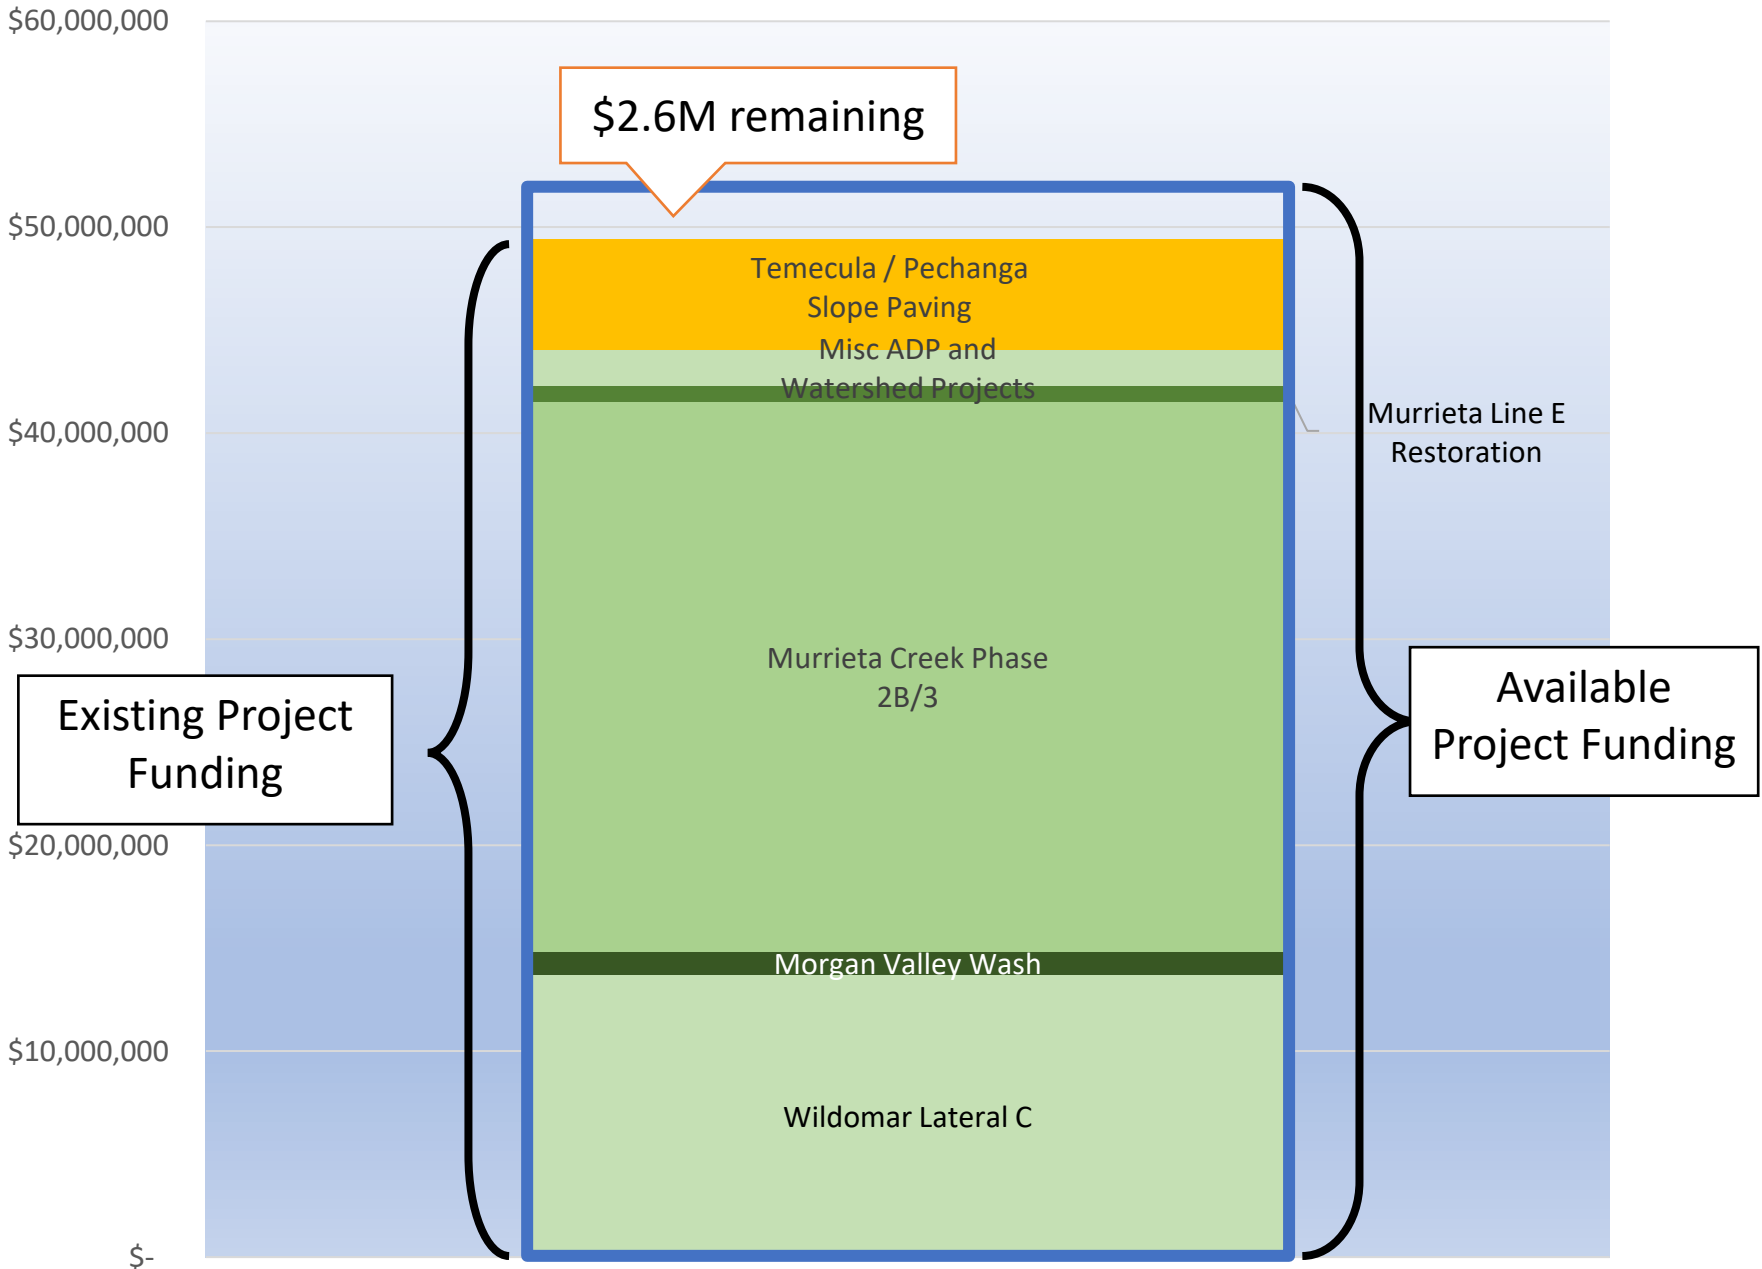 $60,000,000
$2.6M remaining
$50,000,000
Temecula / Pechanga
Slope Paving
Misc ADP and
Watershed Projects
$40,000,000
Murrieta Line E
Restoration
$30,000,000
Murrieta Creek Phase
2B/3
Existing Project
Funding
Available
Project Funding
$20,000,000
Morgan Valley Wash
$10,000,000
Wildomar Lateral C
$-